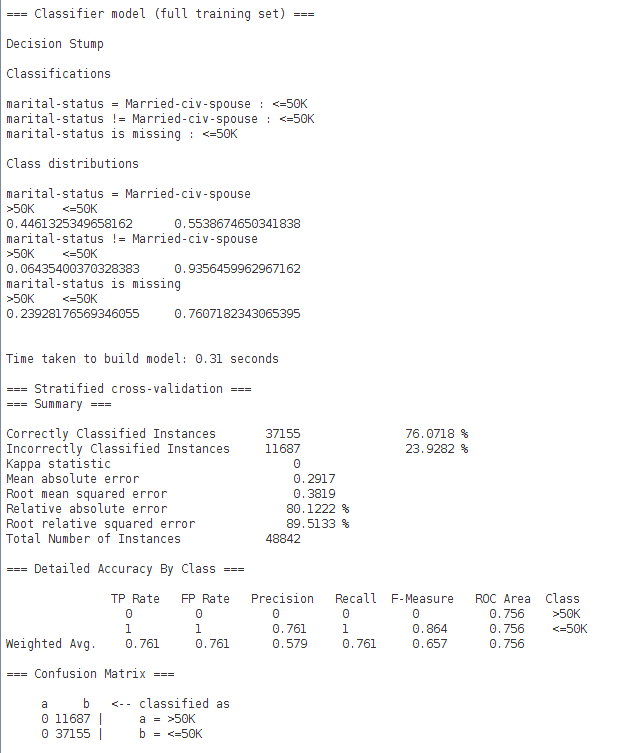 === Classifier model (full training set) ===
Decision Stump
Classifications
marital-status = Married-civ-spouse : <=50K
marital-status != Married-civ-spouse : <=50K
marital-status is missing : <=50K
Class distributions
marital-status = Married-civ-spouse
>50K <=50K
0.4461325349658162 0.5538674650341838
marital-status != Married-civ-spouse
>50K <=50K
0.06435400370328383 0.9356459962967162
marital-status is missing
>50K <=50K
0.23928176569346055 0.7607182343065395
Time taken to build model: 0.31 seconds
=== Stratified cross-validation ===
=== Summary ===
Correctly Classified Instances 37155 76.0718 %
Incorrectly Classified Instances 11687 23.9282 %
Kappa statistic 0
Mean absolute error 0.2917
Root mean squared error 0.3819
Relative absolute error 80.1222 %
Root relative squared error 89.5133 %
Total Number of Instances 48842
=== Detailed Accuracy By Class ===
TP Rate FP Rate Precision Recall F-Measure ROC Area Class
0 0 0 0 0 0.756 >50K
1 1 0.761 1 0.864 0.756 <=50K
Weighted Avg. 0.761 0.761 0.579 0.761 0.657 0.756
=== Confusion Matrix ===
a b <-- classified as
0 11687 | a = >50K
0 37155 | b = <=50K